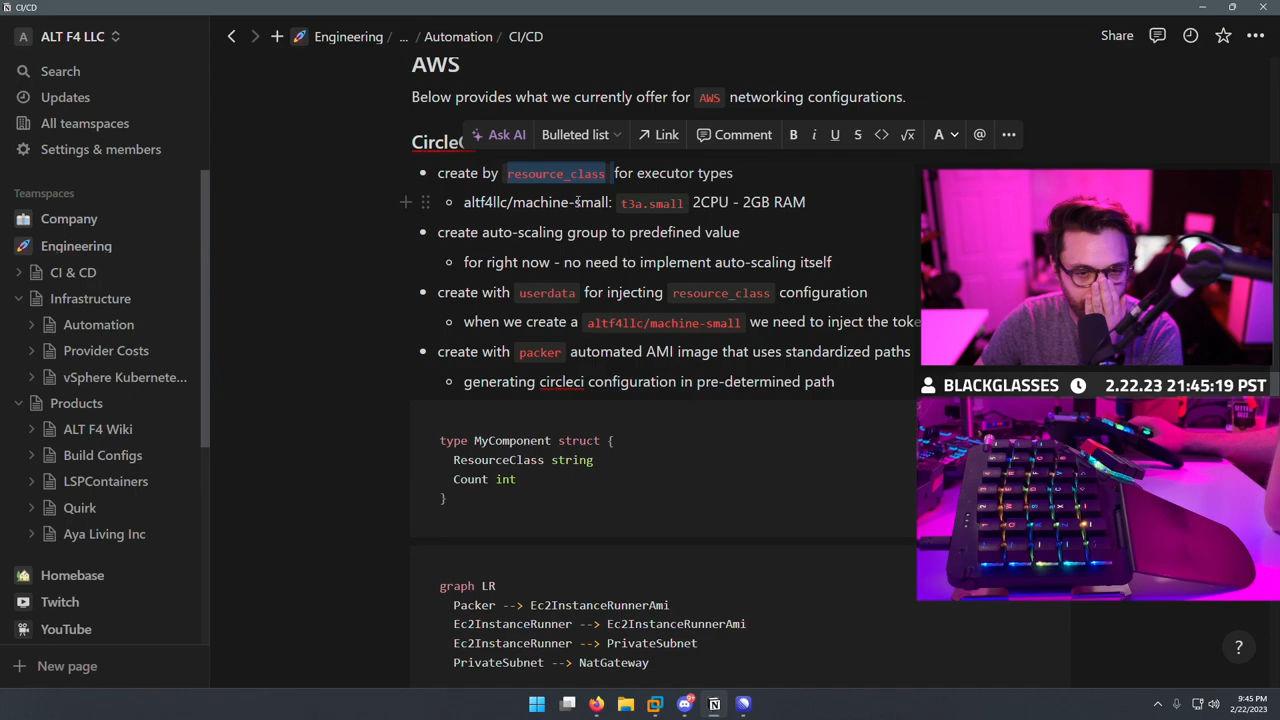 CI/CD
A ALT F4 LLC
Engineering / ... / Automation / CI/CD
Share
Search
Updates
All teamspaces
Settings & members
Teamspaces
Company
Engineering
CI & CD
Infrastructure
Automation
Provider Costs
vSphere Kubernete...
Products
ALT F4 Wiki
Build Configs
LSPContainers
Quirk
Aya Living Inc
Homebase
Twitch
YouTube
New page
AWS
Below provides what we currently offer for AWS networking configurations.
Ask AI Bulleted list Link Comment B i U S <> √x A @ •••
CircleC
• create by resource_class for executor types
altf4llc/machine-small: t3a.small 2CPU - 2GB RAM
• create auto-scaling group to predefined value
for right now - no need to implement auto-scaling itself
• create with userdata for injecting resource_class configuration
when we create a altf4llc/machine-small we need to inject the toke
• create with packer automated AMI image that uses standardized paths
generating circleci configuration in pre-determined path
type MyComponent struct {
ResourceClass string
Count int
}
graph LR
Packer --> Ec2InstanceRunnerAmi
Ec2InstanceRunner --> Ec2InstanceRunnerAmi
Ec2InstanceRunner --> PrivateSubnet
PrivateSubnet --> NatGateway
BLACKGLASSES 2.22.23 21:45:19 PST
?
9:45 PM
2/22/2023